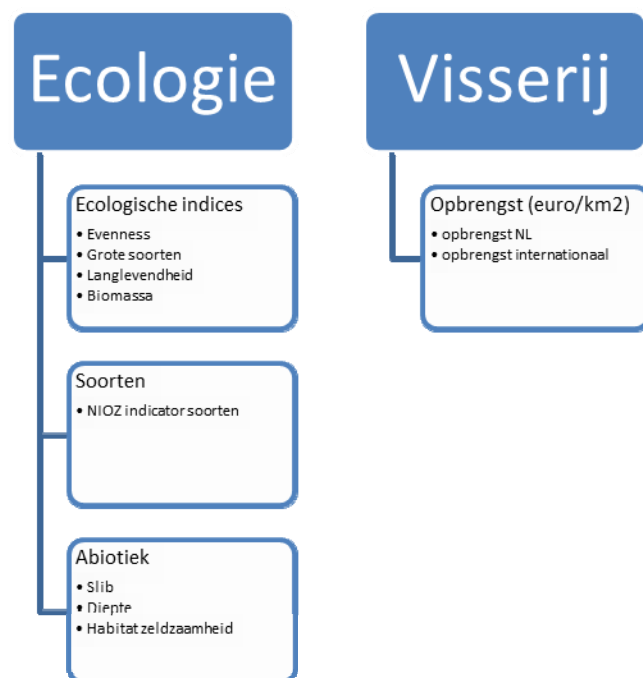 Ecologie
Ecologische indices
• Evenness
• Grote soorten
• Langlevendheid
• Biomassa
Soorten
• NIOZ indicator soorten
Abiotiek
• Slib
• Diepte
• Habitat zeldzaamheid
Visserij
Opbrengst (euro/km2)
• opbrengst NL
• opbrengst internationaal